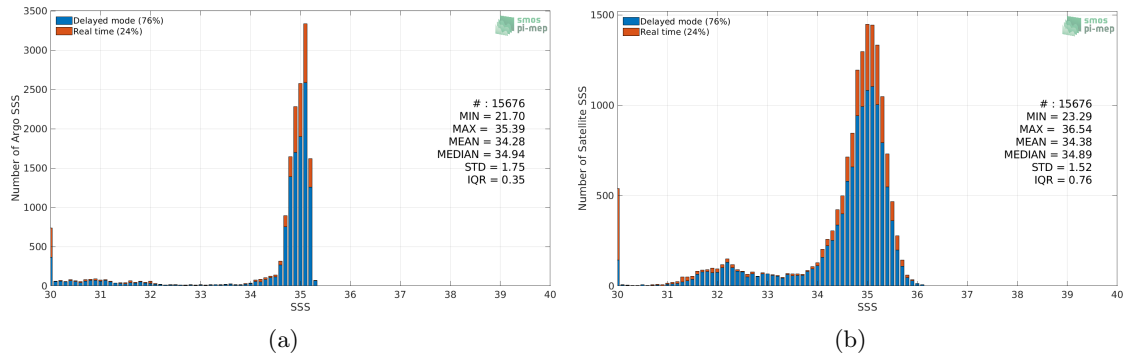 Delayed mode (76%)
Real time (24%)
smos
pi-mep
Number of Argo SSS
3500
3000
2500
2000
1500
1000
500
0
# : 15676
MIN = 21.70
MAX = 35.39
MEAN = 34.28
MEDIAN = 34.94
STD = 1.75
IQR = 0.35
30 31 32 33 34 35 36 37 38 39 40
SSS
(a)
Delayed mode (76%)
Real time (24%)
smos
pi-mep
Number of Satellite SSS
1500
1000
500
0
# : 15676
MIN = 23.29
MAX = 36.54
MEAN = 34.38
MEDIAN = 34.89
STD = 1.52
IQR = 0.76
30 31 32 33 34 35 36 37 38 39 40
SSS
(b)